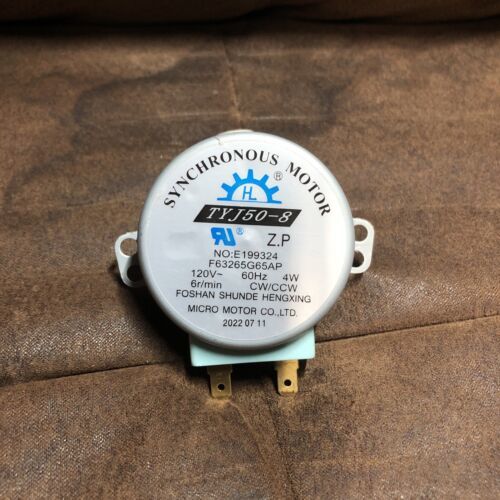 SYNCHRONOUS MOTOR
HL ®
TYJ50-8
RU Z.P
NO:E199324
F63265G65AP
120V~ 60Hz 4W
6r/min CW/CCW
FOSHAN SHUNDE HENGXING
MICRO MOTOR CO.,LTD.
2022 07 11